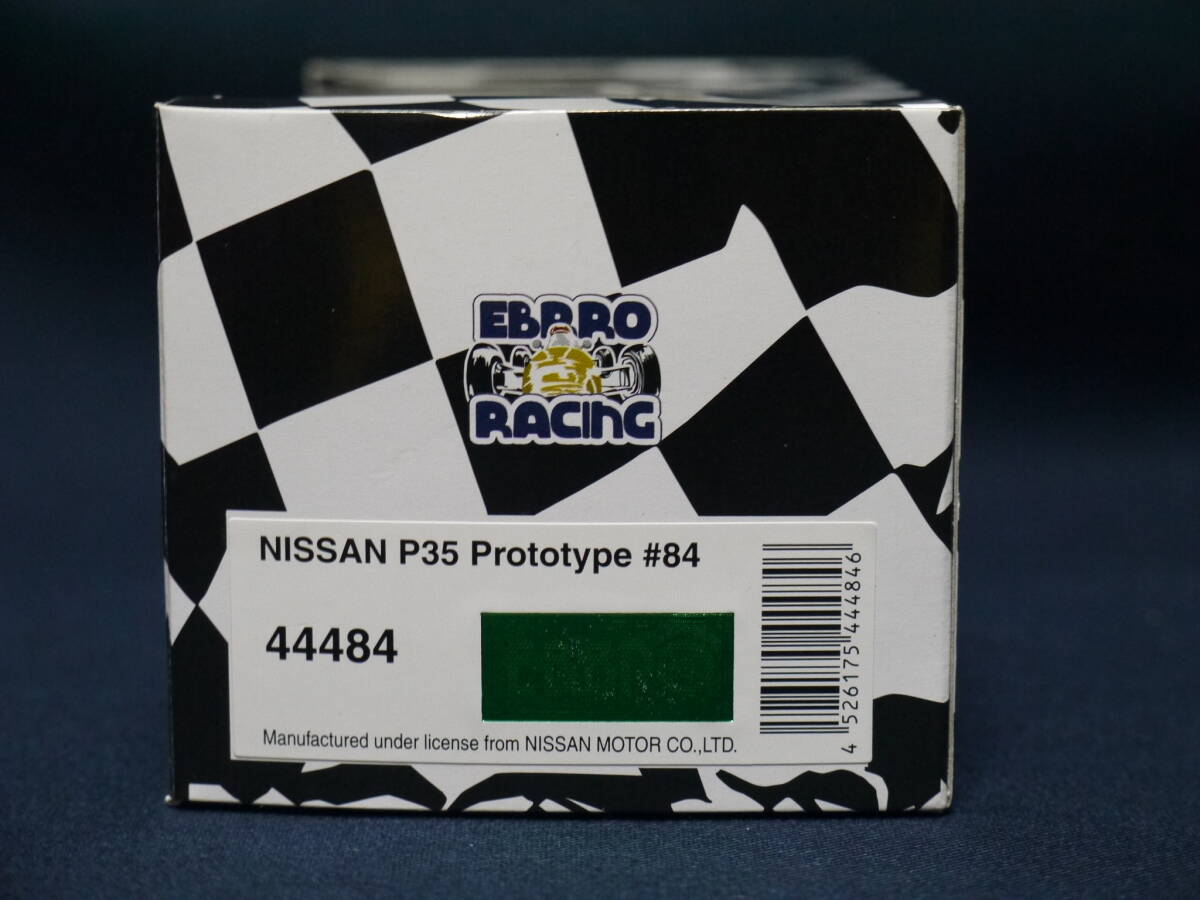 EBBRO
RACING
NISSAN P35 Prototype #84
44484
Manufactured under license from NISSAN MOTOR CO.,LTD.
4 526175 444846